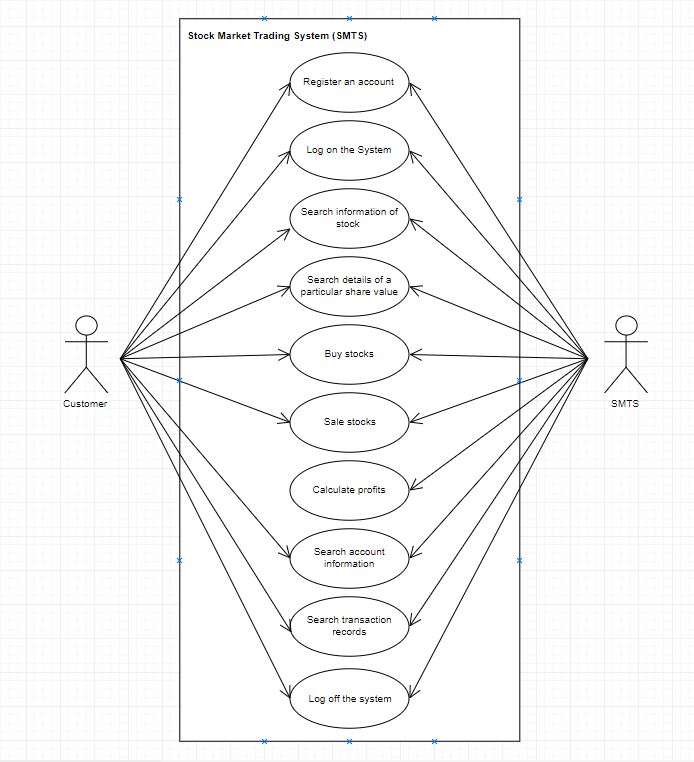 Stock Market Trading System (SMTS)
Register an account
Log on the System
Search information of
stock
Search details of a
particular share value
Buy stocks
Customer
SMTS
Sale stocks
Calculate profits
Search account
information
Search transaction
records
Log off the system